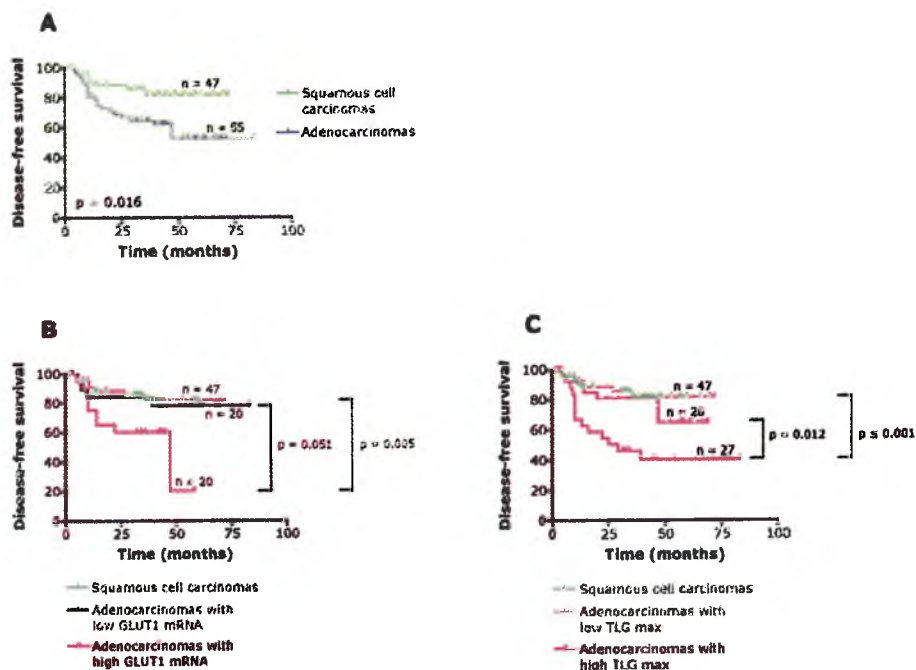 A
Disease-free survival
100
80
60
40
20
0
n = 47
n = 55
p = 0.016
0 25 50 75 100
Time (months)
Squamous cell
carcinomas
Adenocarcinomas
B
Disease-free survival
100
80
60
40
20
0
n = 47
n = 20
n = 20
p = 0.051
p = 0.005
0 25 50 75 100
Time (months)
Squamous cell carcinomas
Adenocarcinomas with
low GLUT1 mRNA
Adenocarcinomas with
high GLUT1 mRNA
C
Disease-free survival
100
80
60
40
20
0
n = 47
n = 27
p = 0.012
p ≤ 0.001
0 25 50 75 100
Time (months)
Squamous cell carcinomas
Adenocarcinomas with
low TLG max
Adenocarcinomas with
high TLG max